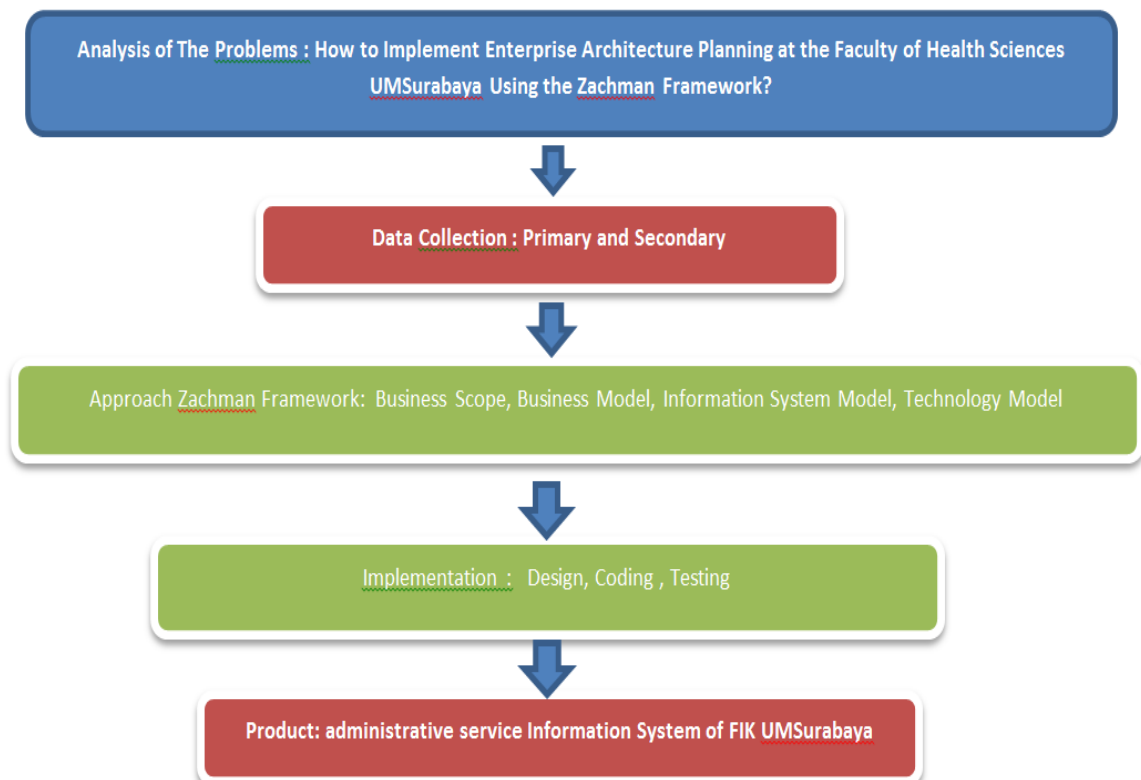 Analysis of The Problems : How to Implement Enterprise Architecture Planning at the Faculty of Health Sciences
UMSurabaya Using the Zachman Framework?
Data Collection : Primary and Secondary
Approach Zachman Framework: Business Scope, Business Model, Information System Model, Technology Model
Implementation : Design, Coding , Testing
Product: administrative service Information System of FIK UMSurabaya